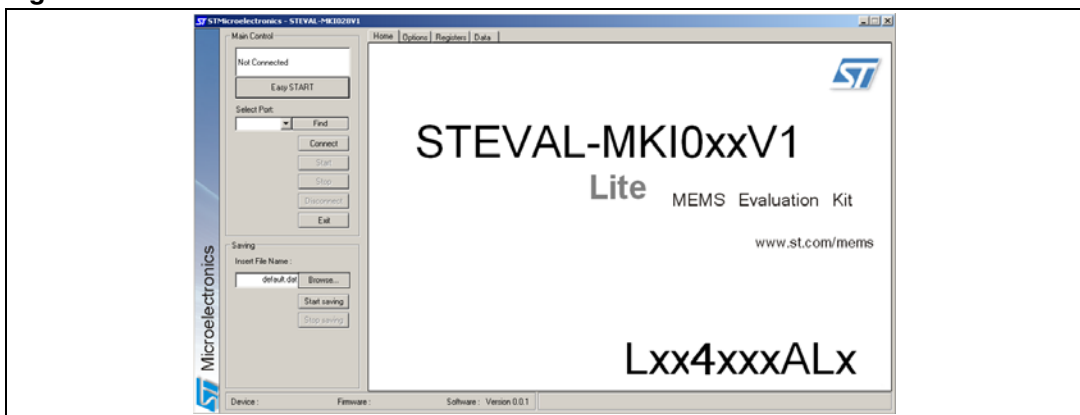 STMicroelectronics - STEVAL-MKI020V1
Main Control
Not Connected
Easy START
Select Port:
Find
Connect
Start
Stop
Disconnect
Exit
Saving
Insert File Name :
default.dat
Browse...
Start saving
Stop saving
Microelectronics
Home Options Registers Data
ST
STEVAL-MKI0xxV1
Lite
MEMS Evaluation Kit
www.st.com/mems
Lxx4xxxALx
Device : Firmware : Software : Version 0.0.1